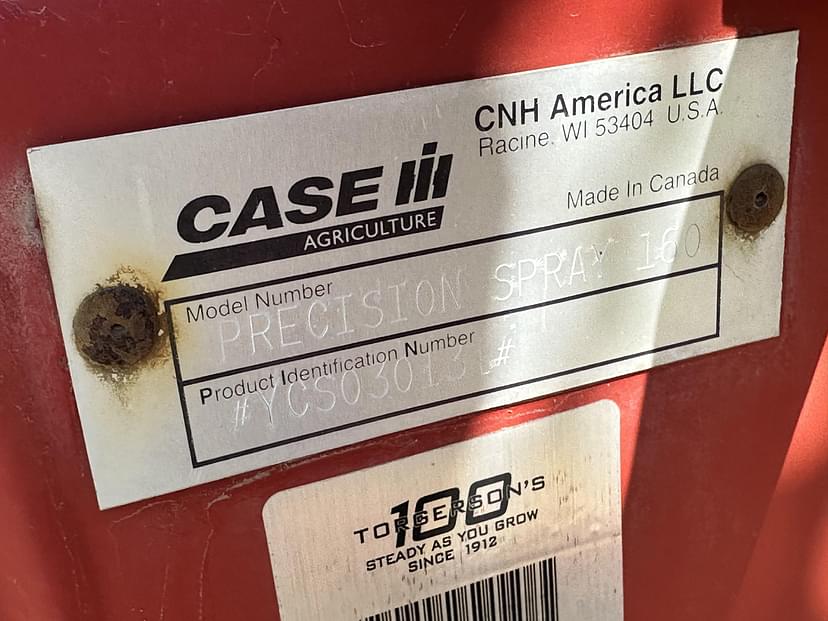 CNH America LLC
Racine, WI 53404 U.S.A.
CASE IH
AGRICULTURE
Made In Canada
Model Number
PRECISION SPRAY 160
Product Identification Number
TORGERSON'S
100
STEADY AS YOU GROW
SINCE 1912